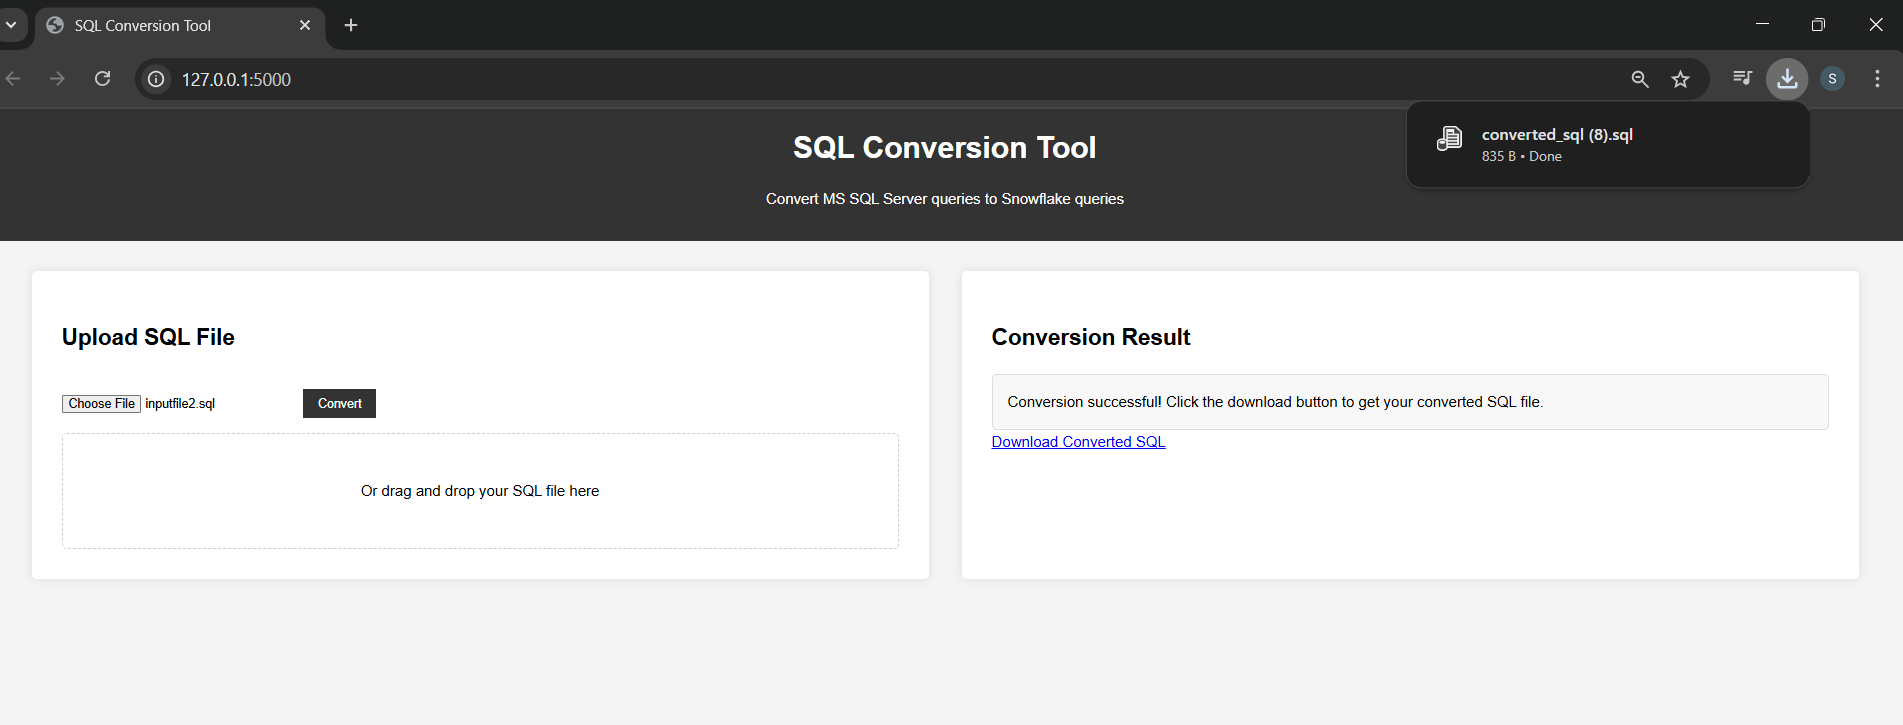 SQL Conversion Tool
127.0.0.1:5000
S
converted_sql (8).sql
835 B • Done
SQL Conversion Tool
Convert MS SQL Server queries to Snowflake queries
Upload SQL File
Choose File inputfile2.sql Convert
Or drag and drop your SQL file here
Conversion Result
Conversion successful! Click the download button to get your converted SQL file.
Download Converted SQL